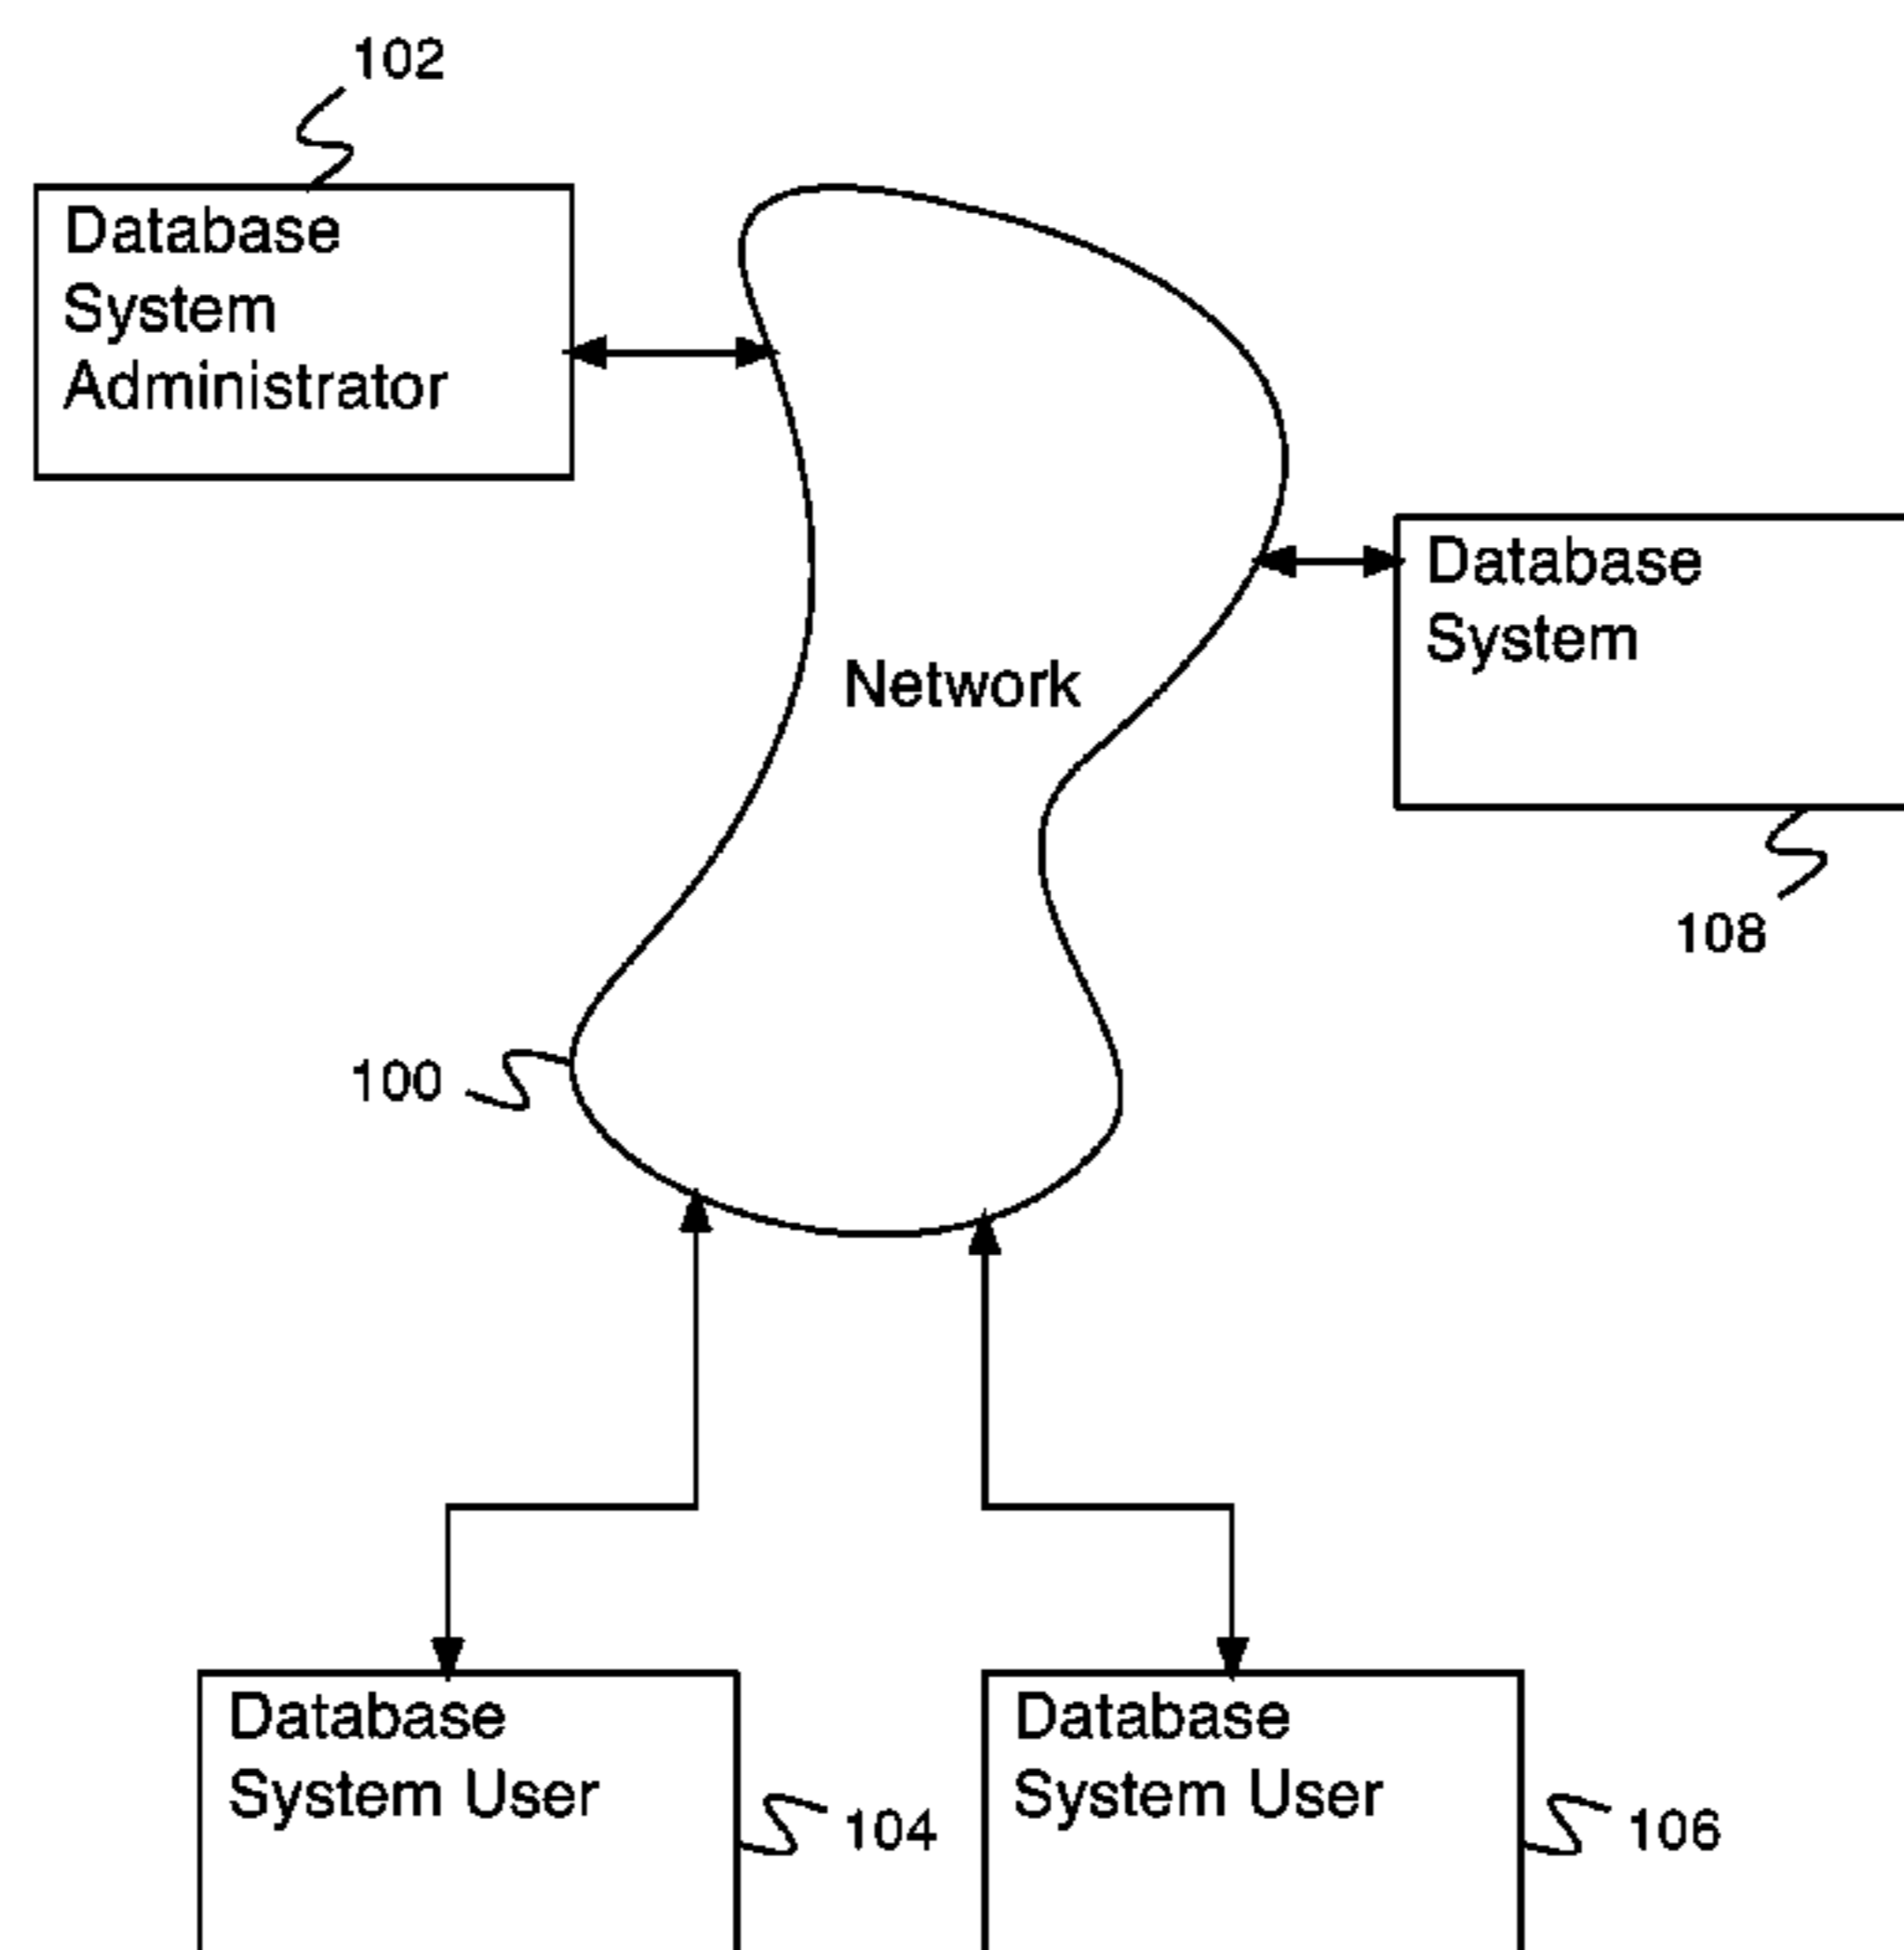 102
Database
System
Administrator
Database
System
Network
108
100
Database
System User
104
Database
System User
106